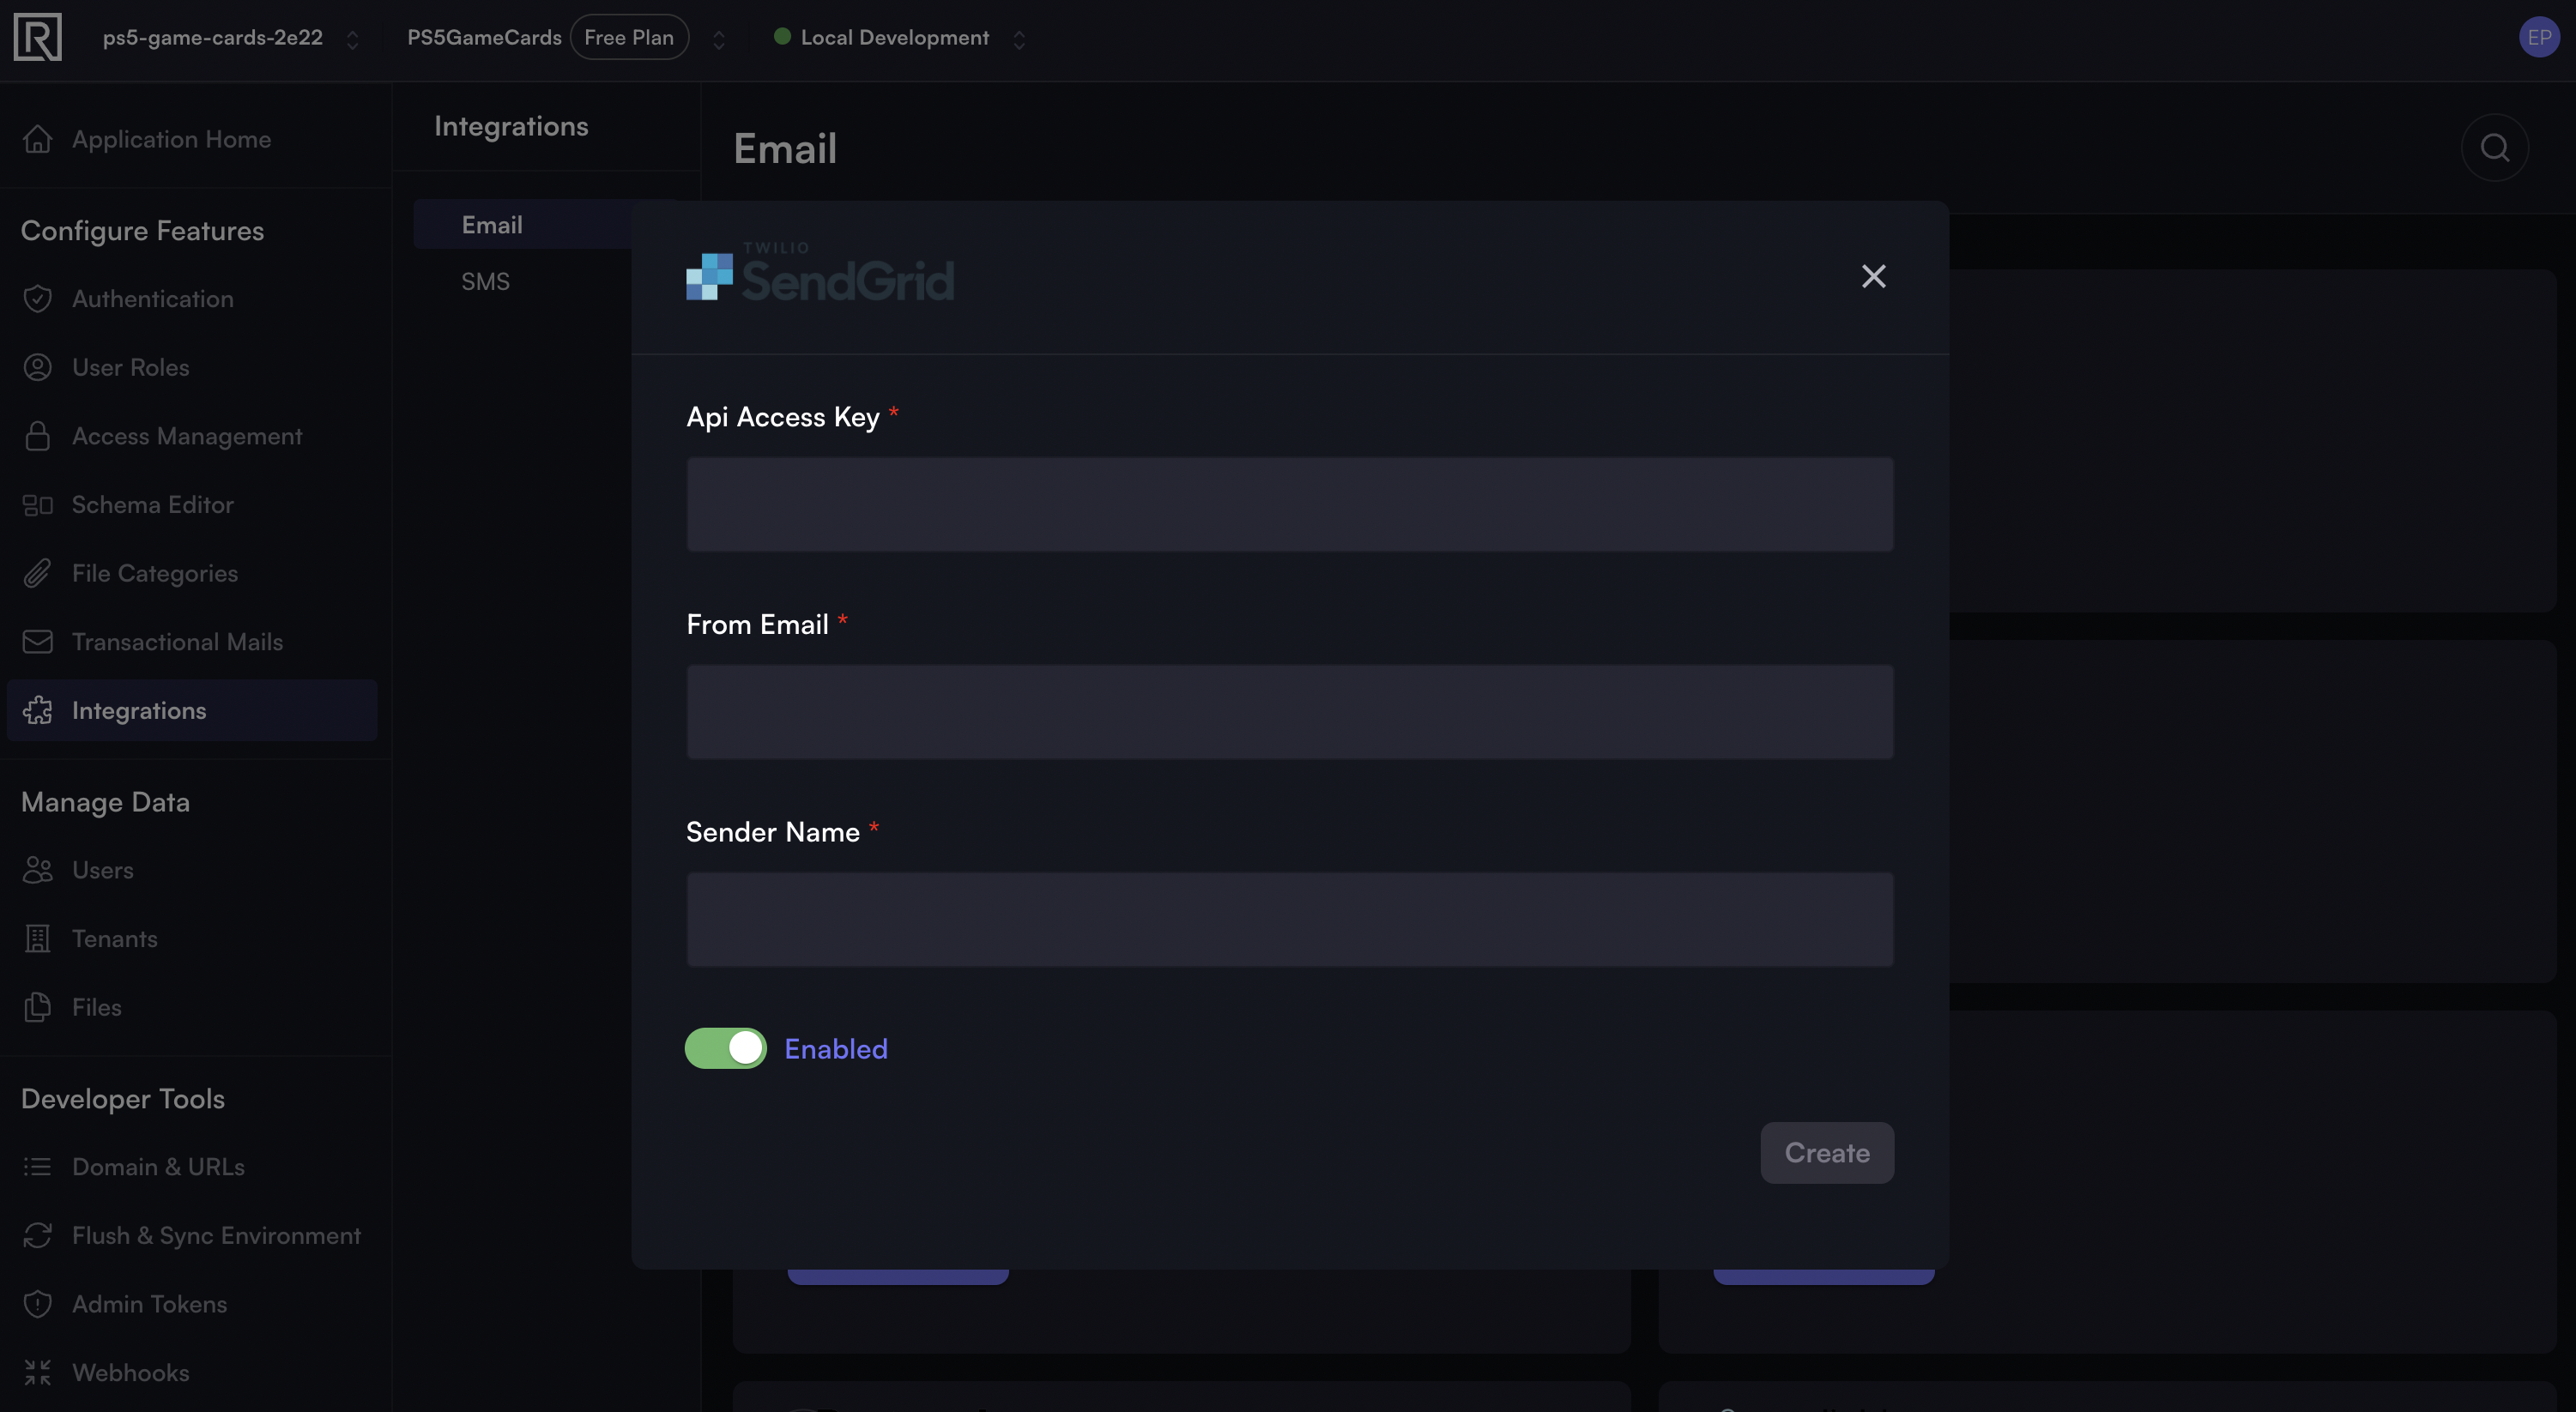 ps5-game-cards-2e22
PS5GameCards
Free Plan
Local Development
EP
Application Home
Configure Features
Authentication
User Roles
Access Management
Schema Editor
File Categories
Transactional Mails
Integrations
Manage Data
Users
Tenants
Files
Developer Tools
Domain & URLs
Flush & Sync Environment
Admin Tokens
Webhooks
Integrations
Email
SMS
Email
TWILIO
SendGrid
Api Access Key *
From Email *
Sender Name *
Enabled
Create